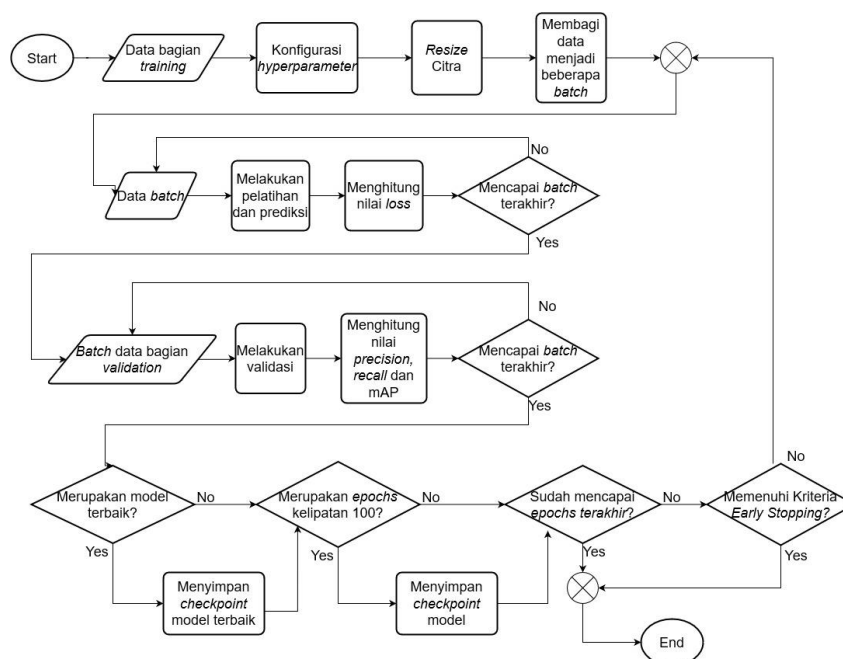 Start
Data bagian
training
Konfigurasi
hyperparameter
Resize
Citra
Membagi
data
menjadi
beberapa
batch
No
Data batch
Melakukan
pelatihan
dan prediksi
Menghitung
nilai loss
Mencapai batch
terakhir?
Yes
No
Batch data bagian
validation
Melakukan
validasi
Menghitung
nilai
precision,
recall dan
mAP
Mencapai batch
terakhir?
Yes
Merupakan model
terbaik?
No
Merupakan epochs
kelipatan 100?
No
Sudah mencapai
epochs terakhir?
No
Memenuhi Kriteria
Early Stopping?
No
Yes
Yes
Yes
Yes
Menyimpan
checkpoint
model terbaik
Menyimpan
checkpoint
model
End